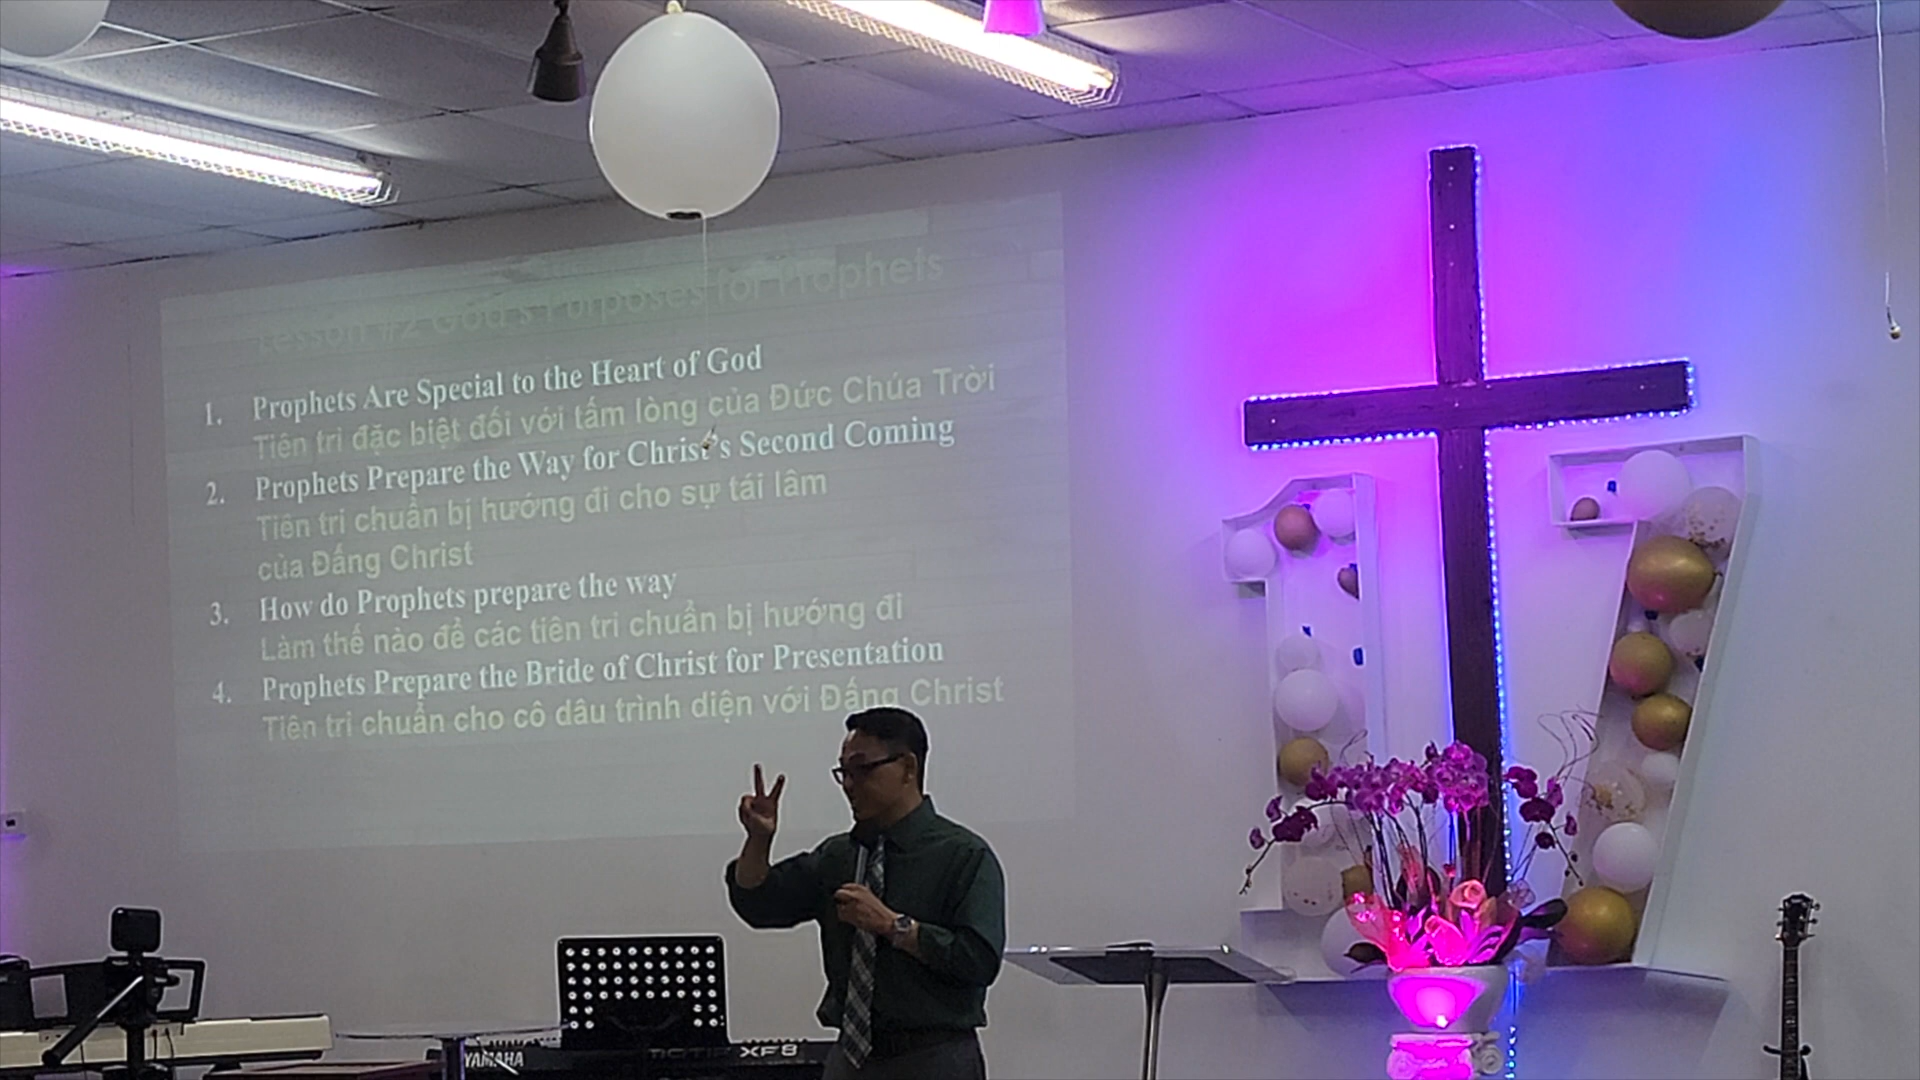 Lesson #2 God's Purposes for Prophets
1. Prophets Are Special to the Heart of God
Tiên tri đặc biệt đối với tấm lòng của Đức Chúa Trời
2. Prophets Prepare the Way for Christ's Second Coming
Tiên tri chuẩn bị hướng đi cho sự tái lâm
của Đấng Christ
3. How do Prophets prepare the way
Làm thế nào để các tiên tri chuẩn bị hướng đi
4. Prophets Prepare the Bride of Christ for Presentation
Tiên tri chuẩn cho cô dâu trình diện với Đấng Christ
17
YAMAHA
MOTIF XF8